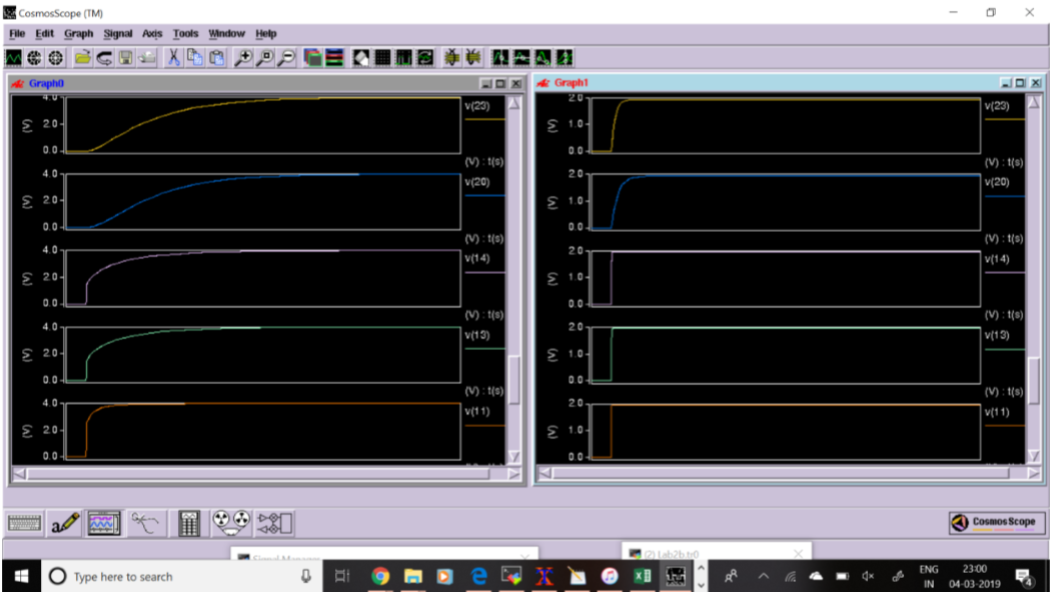 CosmosScope (TM)
File Edit Graph Signal Axis Tools Window Help
Graph0
4.0
2.0
0.0
(V)
v(23)
(V) : t(s)
4.0
2.0
0.0
(V)
v(20)
(V) : t(s)
4.0
2.0
0.0
(V)
v(14)
(V) : t(s)
4.0
2.0
0.0
(V)
v(13)
(V) : t(s)
4.0
2.0
0.0
(V)
v(11)
Graph1
2.0
1.0
0.0
(V)
v(23)
(V) : t(s)
2.0
1.0
0.0
(V)
v(20)
(V) : t(s)
2.0
1.0
0.0
(V)
v(14)
(V) : t(s)
2.0
1.0
0.0
(V)
v(13)
(V) : t(s)
2.0
1.0
0.0
(V)
v(11)
CosmosScope
(2) Lab2b.tr0
Type here to search
ENG
IN
23:00
04-03-2019
4